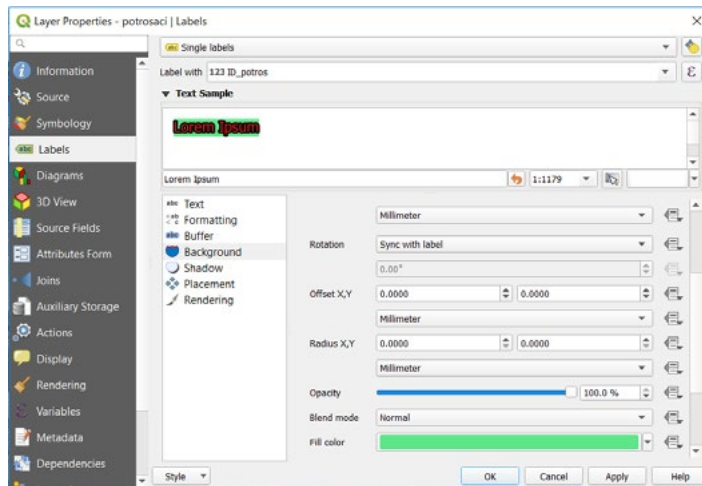 Layer Properties - potrosaci | Labels
Single labels
Information
Label with 123 ID_potros
Source
Text Sample
Symbology
Lorem Ipsum
abc Labels
Diagrams
Lorem Ipsum 1:1179
3D View
abc Text
Millimeter
Source Fields
Formatting
abc Buffer
Rotation Sync with label
Attributes Form
Background
Shadow
0.00°
Joins
Placement
Offset X,Y 0.0000 0.0000
Auxiliary Storage
Rendering
Millimeter
Actions
Radius X,Y 0.0000 0.0000
Display
Millimeter
Rendering
Opacity 100.0 %
Variables
Blend mode Normal
Metadata
Fill color
Dependencies
Style OK Cancel Apply Help